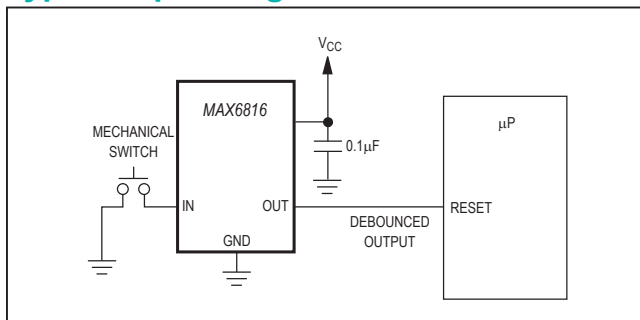 VCC
MAX6816
μP
MECHANICAL
SWITCH
0.1μF
IN
OUT
RESET
DEBOUNCED
OUTPUT
GND